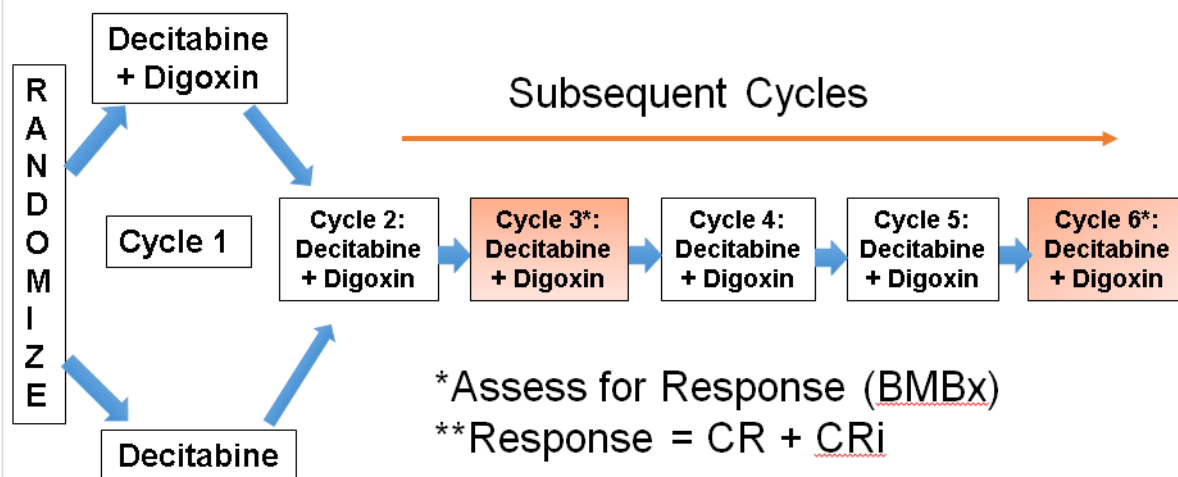 RANDOMIZE
Decitabine
+ Digoxin
Subsequent Cycles
Cycle 1
Cycle 2:
Decitabine
+ Digoxin
Cycle 3*:
Decitabine
+ Digoxin
Cycle 4:
Decitabine
+ Digoxin
Cycle 5:
Decitabine
+ Digoxin
Cycle 6*:
Decitabine
+ Digoxin
*Assess for Response (BMBx)
**Response = CR + CRi
Decitabine